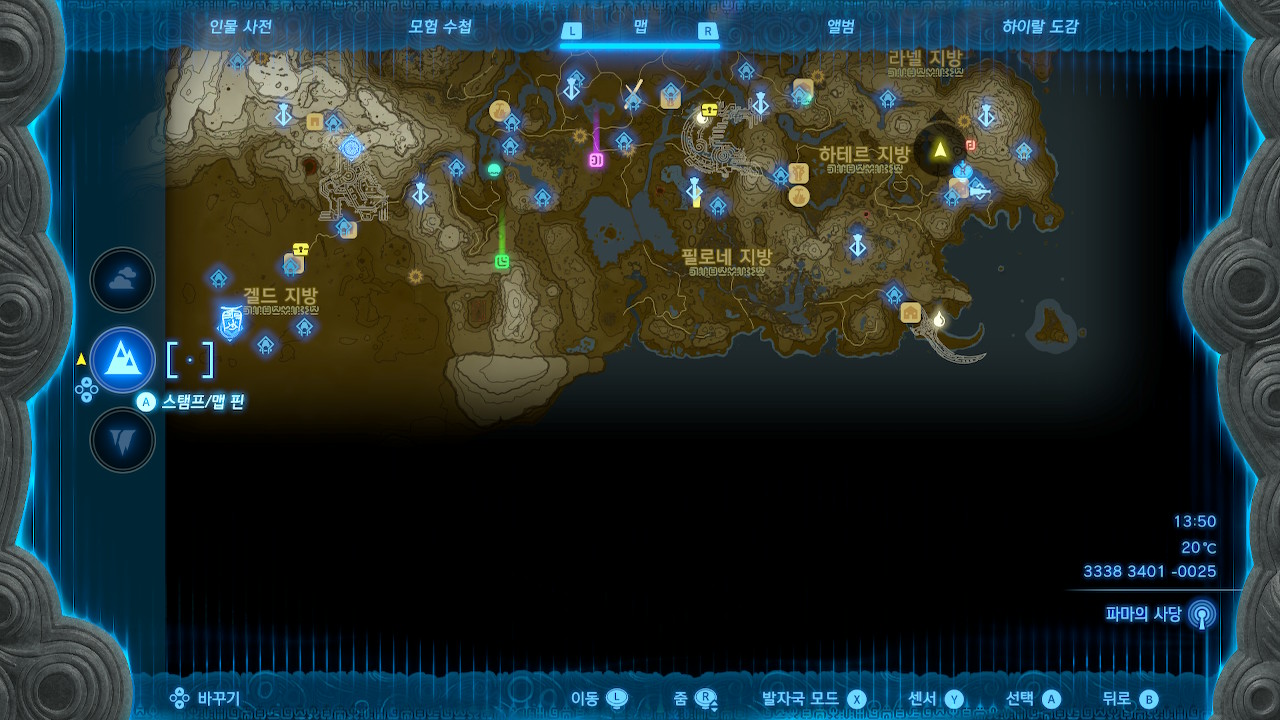 인물 사전
모험 수첩
L
맵
R
앨범
하이랄 도감
라넬 지방
하테르 지방
필로네 지방
겔드 지방
A 스탬프/맵 핀
13:50
20℃
3338 3401 -0025
파마의 사당
바꾸기
이동 L
줌 R
발자국 모드 X
센서 Y
선택 A
뒤로 B